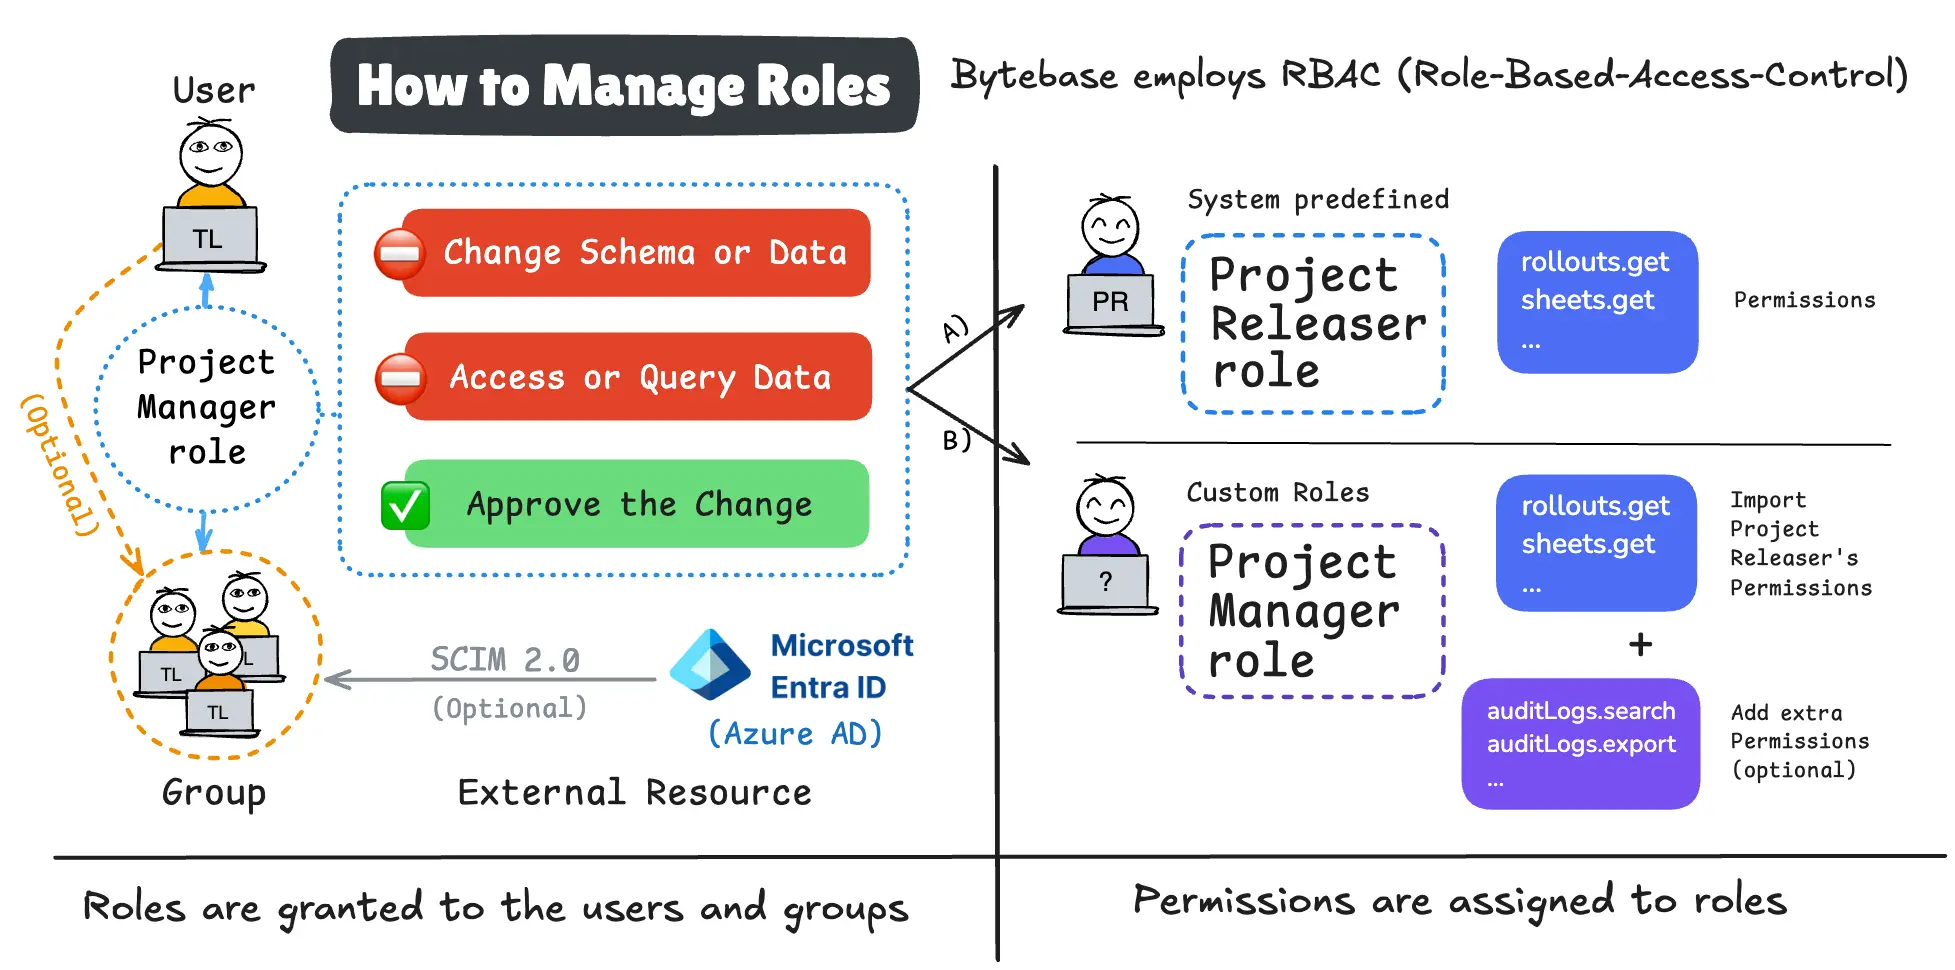 How to Manage Roles
Bytebase employs RBAC (Role-Based-Access-Control)
User
TL
Project
Manager
role
(Optional)
Change Schema or Data
Access or Query Data
Approve the Change
A)
B)
TL
L
TL
Group
SCIM 2.0
(Optional)
Microsoft
Entra ID
(Azure AD)
External Resource
Roles are granted to the users and groups
PR
System predefined
Project
Releaser
role
rollouts.get
sheets.get
...
Permissions
?
Custom Roles
Project
Manager
role
rollouts.get
sheets.get
...
Import
Project
Releaser's
Permissions
+
auditLogs.search
auditLogs.export
...
Add extra
Permissions
(optional)
Permissions are assigned to roles